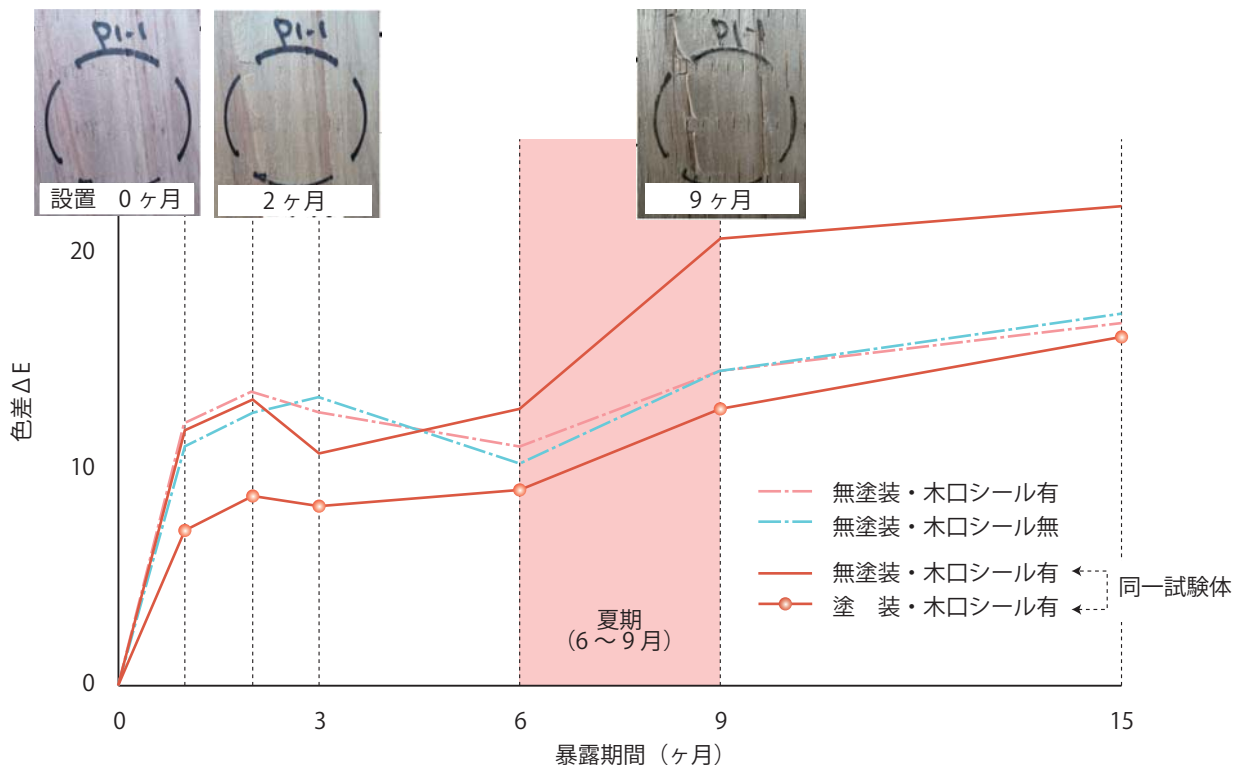 P1-1
P1-1
P1-1
設置　0 ヶ月
2 ヶ月
9 ヶ月
20
10
0
色差ΔE
無塗装・木口シール有
無塗装・木口シール無
無塗装・木口シール有
塗　装・木口シール有
同一試験体
夏期
（6 ～ 9 月）
0
3
6
9
15
暴露期間（ヶ月）